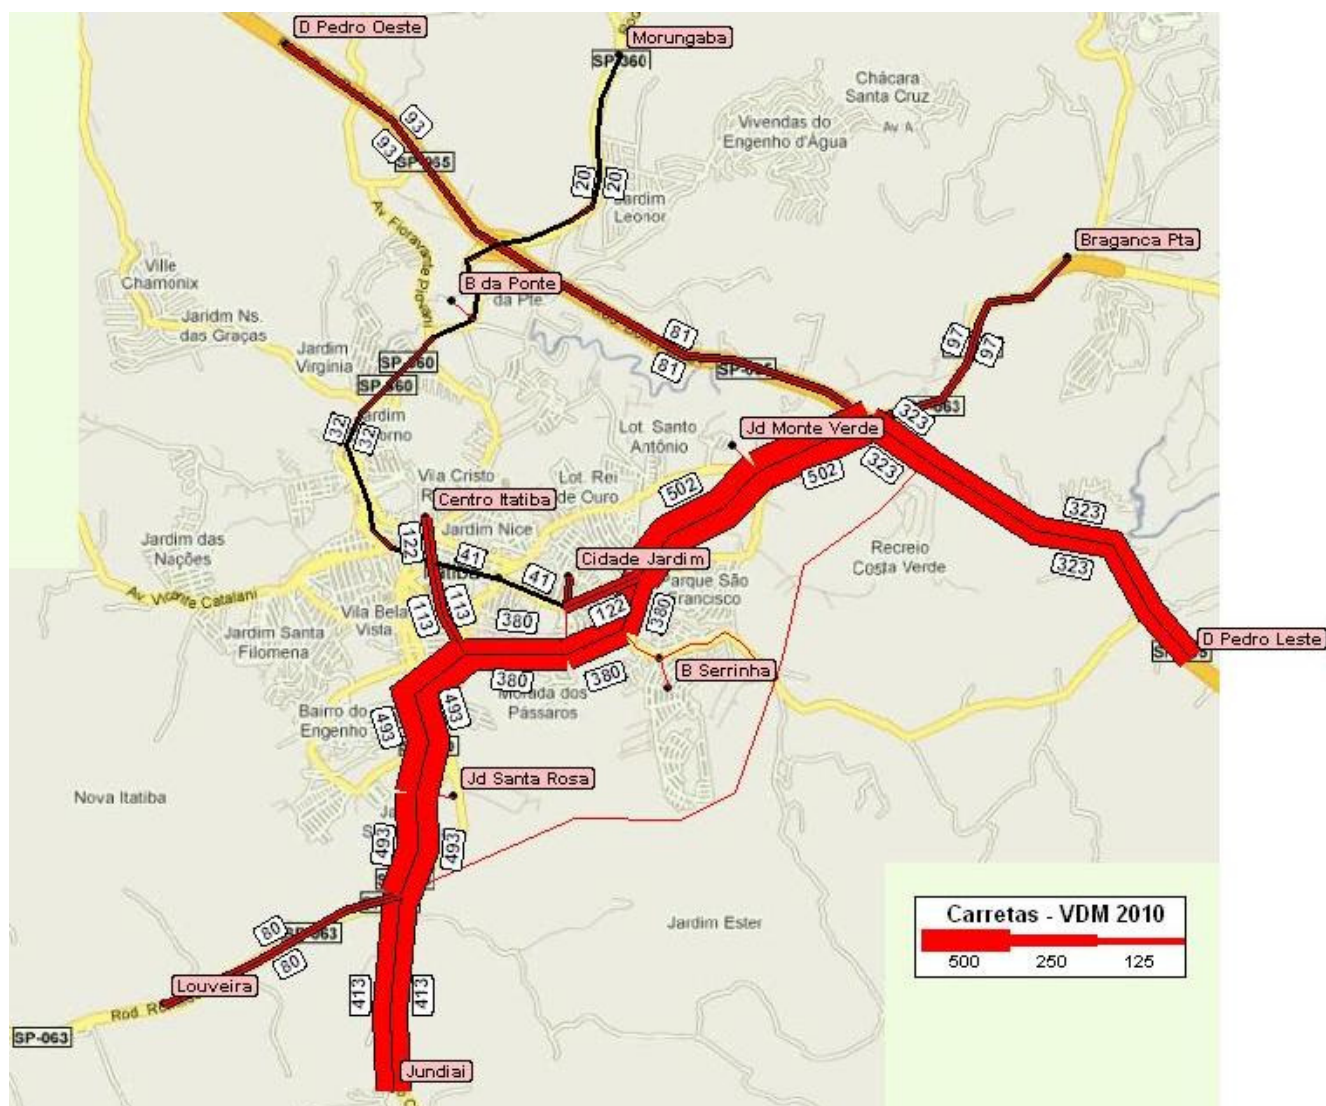 D Pedro Oeste
Morungaba
SP-360
Chácara
Santa Cruz
Av A
Vivendas do
Engenho d'Água
93
93
SP-065
20
20
Jardim
Leonor
Braganca Pta
Ville
Chamonix
B da Ponte
da Pte.
Jaridm Ns.
das Graças
Jardim
Virgínia
SP-360
SP-360
81
81
97
97
32
32
Lot. Santo
Antônio
Jd Monte Verde
323
323
Vila Cristo
Lot. Rei
de Ouro
502
502
Centro Itatiba
Jardim Nice
122
41
41
Cidade Jardim
323
323
Jardim das
Nações
Recreio
Costa Verde
Parque São
Francisco
Av. Vicente Catalani
113
113
380
122
380
Vila Bela
Vista
Jardim Santa
Filomena
D Pedro Leste
380
380
B Serrinha
Morada dos
Pássaros
Bairro do
Engenho
493
493
Jd Santa Rosa
Nova Itatiba
493
493
80
80
SP-063
Jardim Ester
Carretas - VDM 2010
500
250
125
Louveira
413
413
SP-063
Jundiai